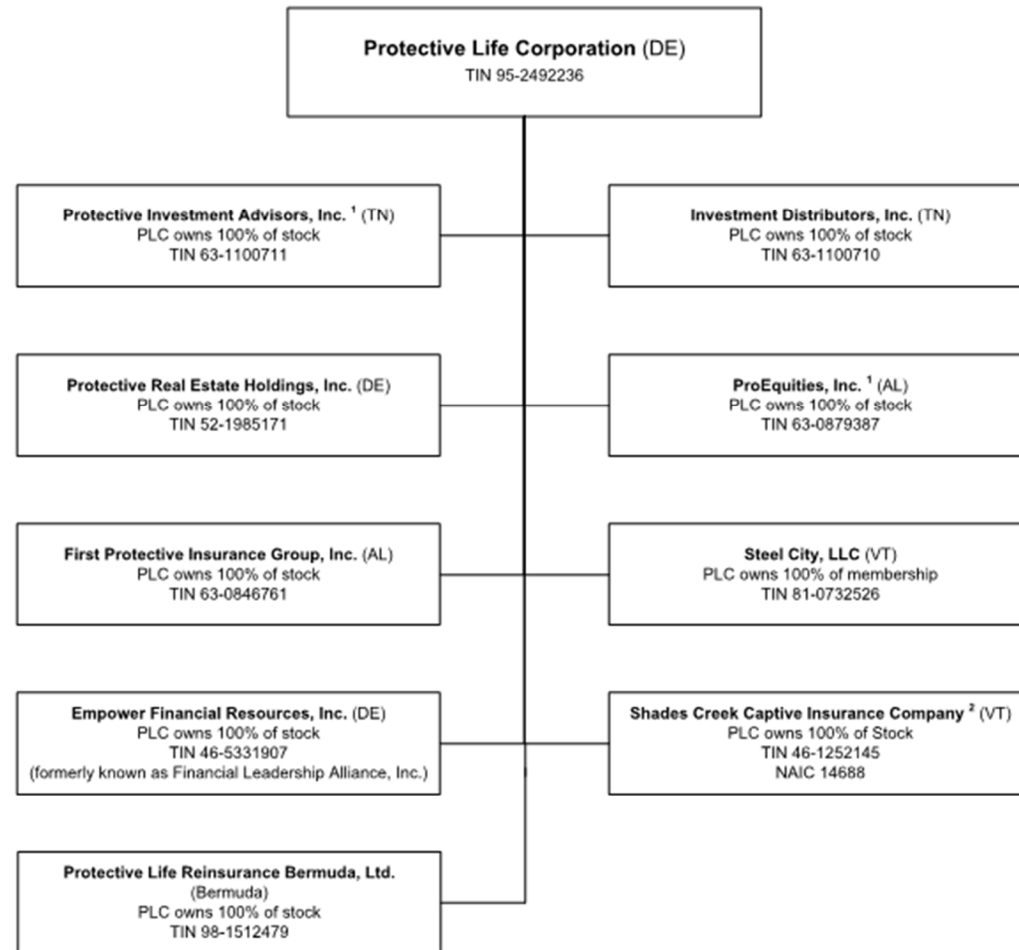 Protective Life Corporation (DE)
TIN 95-2492236
Protective Investment Advisors, Inc. ¹ (TN)
PLC owns 100% of stock
TIN 63-1100711
Investment Distributors, Inc. (TN)
PLC owns 100% of stock
TIN 63-1100710
Protective Real Estate Holdings, Inc. (DE)
PLC owns 100% of stock
TIN 52-1985171
ProEquities, Inc. ¹ (AL)
PLC owns 100% of stock
TIN 63-0879387
First Protective Insurance Group, Inc. (AL)
PLC owns 100% of stock
TIN 63-0846761
Steel City, LLC (VT)
PLC owns 100% of membership
TIN 81-0732526
Empower Financial Resources, Inc. (DE)
PLC owns 100% of stock
TIN 46-5331907
(formerly known as Financial Leadership Alliance, Inc.)
Shades Creek Captive Insurance Company ² (VT)
PLC owns 100% of Stock
TIN 46-1252145
NAIC 14688
Protective Life Reinsurance Bermuda, Ltd.
(Bermuda)
PLC owns 100% of stock
TIN 98-1512479